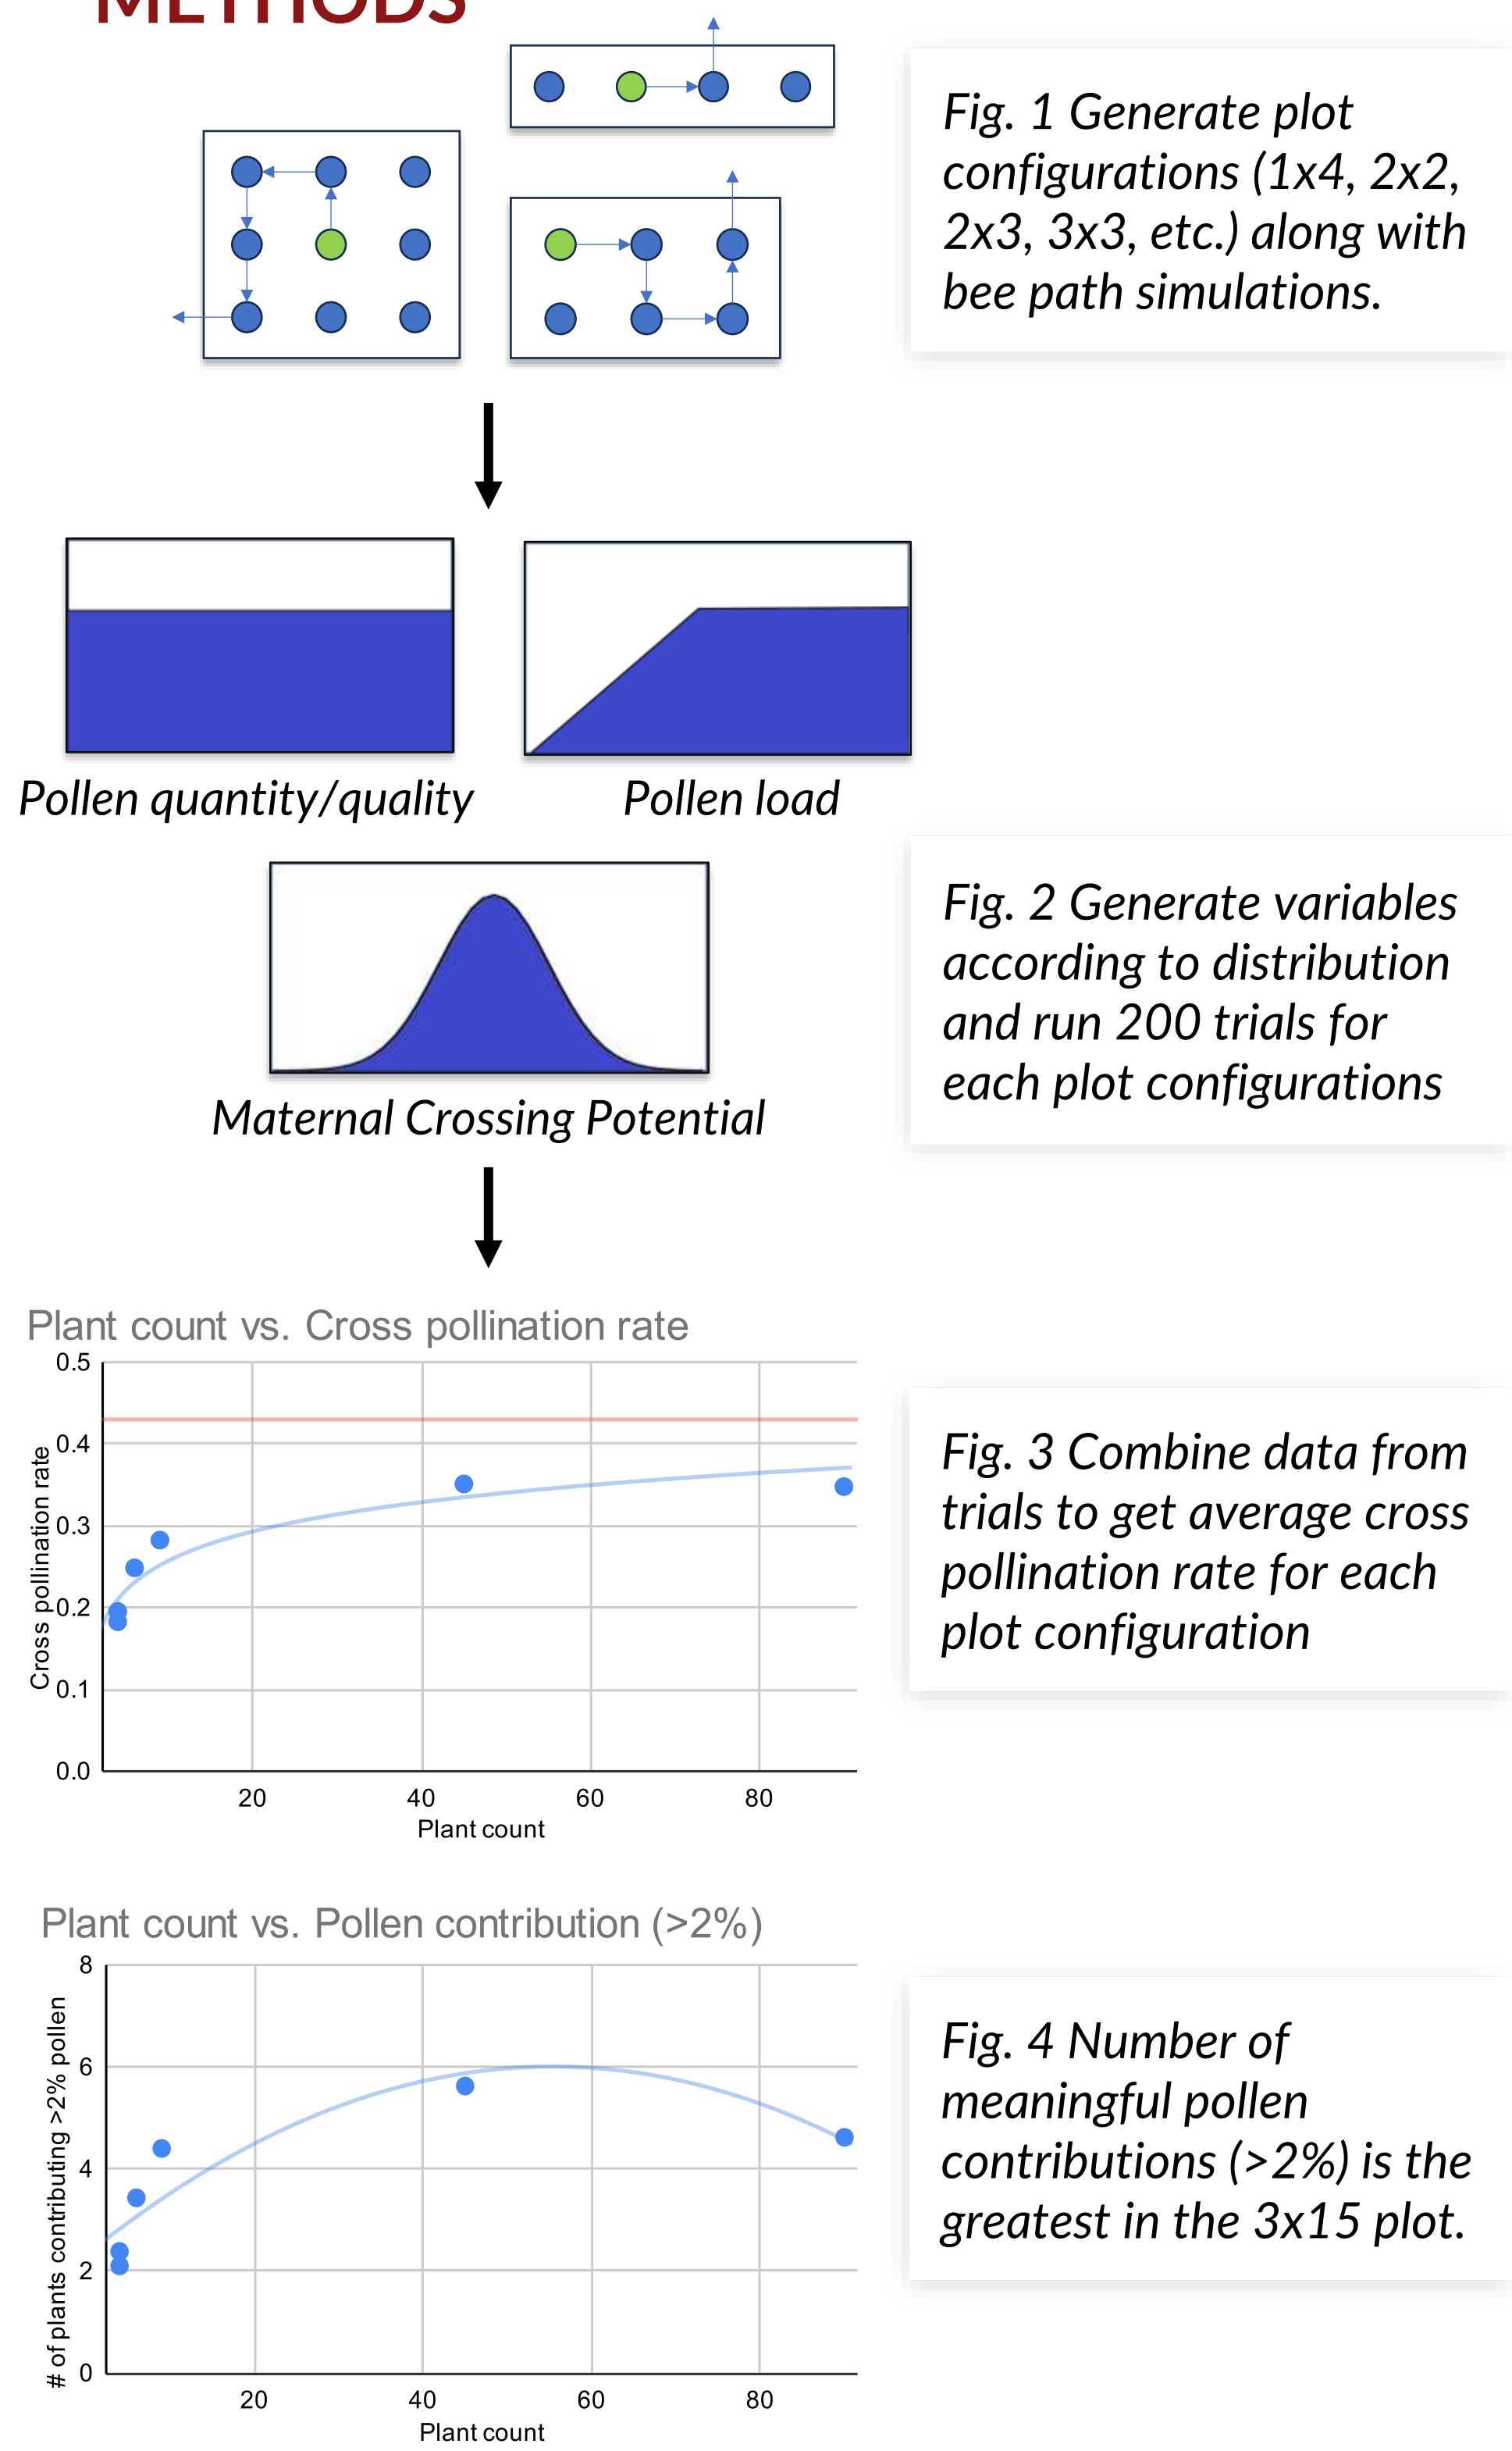 METHODS
Fig. 1 Generate plot
configurations (1x4, 2x2,
2x3, 3x3, etc.) along with
bee path simulations.
Pollen quantity/quality
Pollen load
Maternal Crossing Potential
Fig. 2 Generate variables
according to distribution
and run 200 trials for
each plot configurations
Plant count vs. Cross pollination rate
Cross pollination rate
0.5
0.4
0.3
0.2
0.1
0.0
20 40 60 80
Plant count
Fig. 3 Combine data from
trials to get average cross
pollination rate for each
plot configuration
Plant count vs. Pollen contribution (>2%)
# of plants contributing >2% pollen
8
6
4
2
0
20 40 60 80
Plant count
Fig. 4 Number of
meaningful pollen
contributions (>2%) is the
greatest in the 3x15 plot.